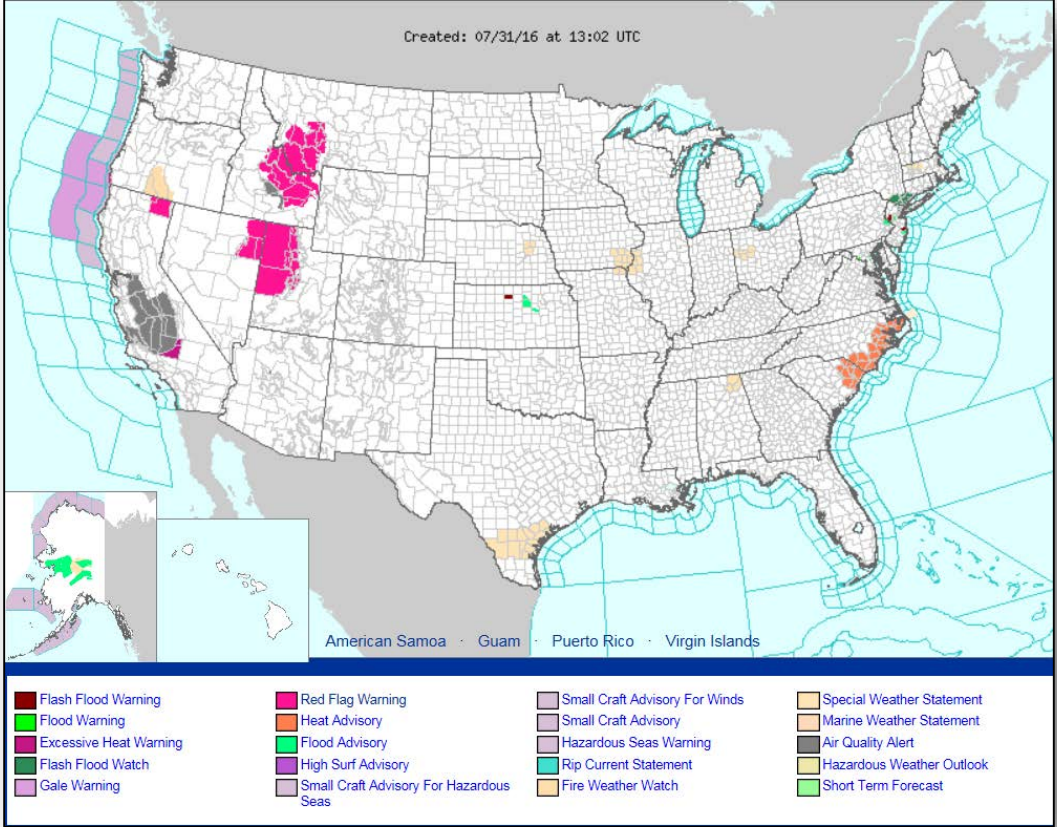 Created: 07/31/16 at 13:02 UTC
American Samoa · Guam · Puerto Rico · Virgin Islands
Flash Flood Warning
Flood Warning
Excessive Heat Warning
Flash Flood Watch
Gale Warning
Red Flag Warning
Heat Advisory
Flood Advisory
High Surf Advisory
Small Craft Advisory For Hazardous
Seas
Small Craft Advisory For Winds
Small Craft Advisory
Hazardous Seas Warning
Rip Current Statement
Fire Weather Watch
Special Weather Statement
Marine Weather Statement
Air Quality Alert
Hazardous Weather Outlook
Short Term Forecast